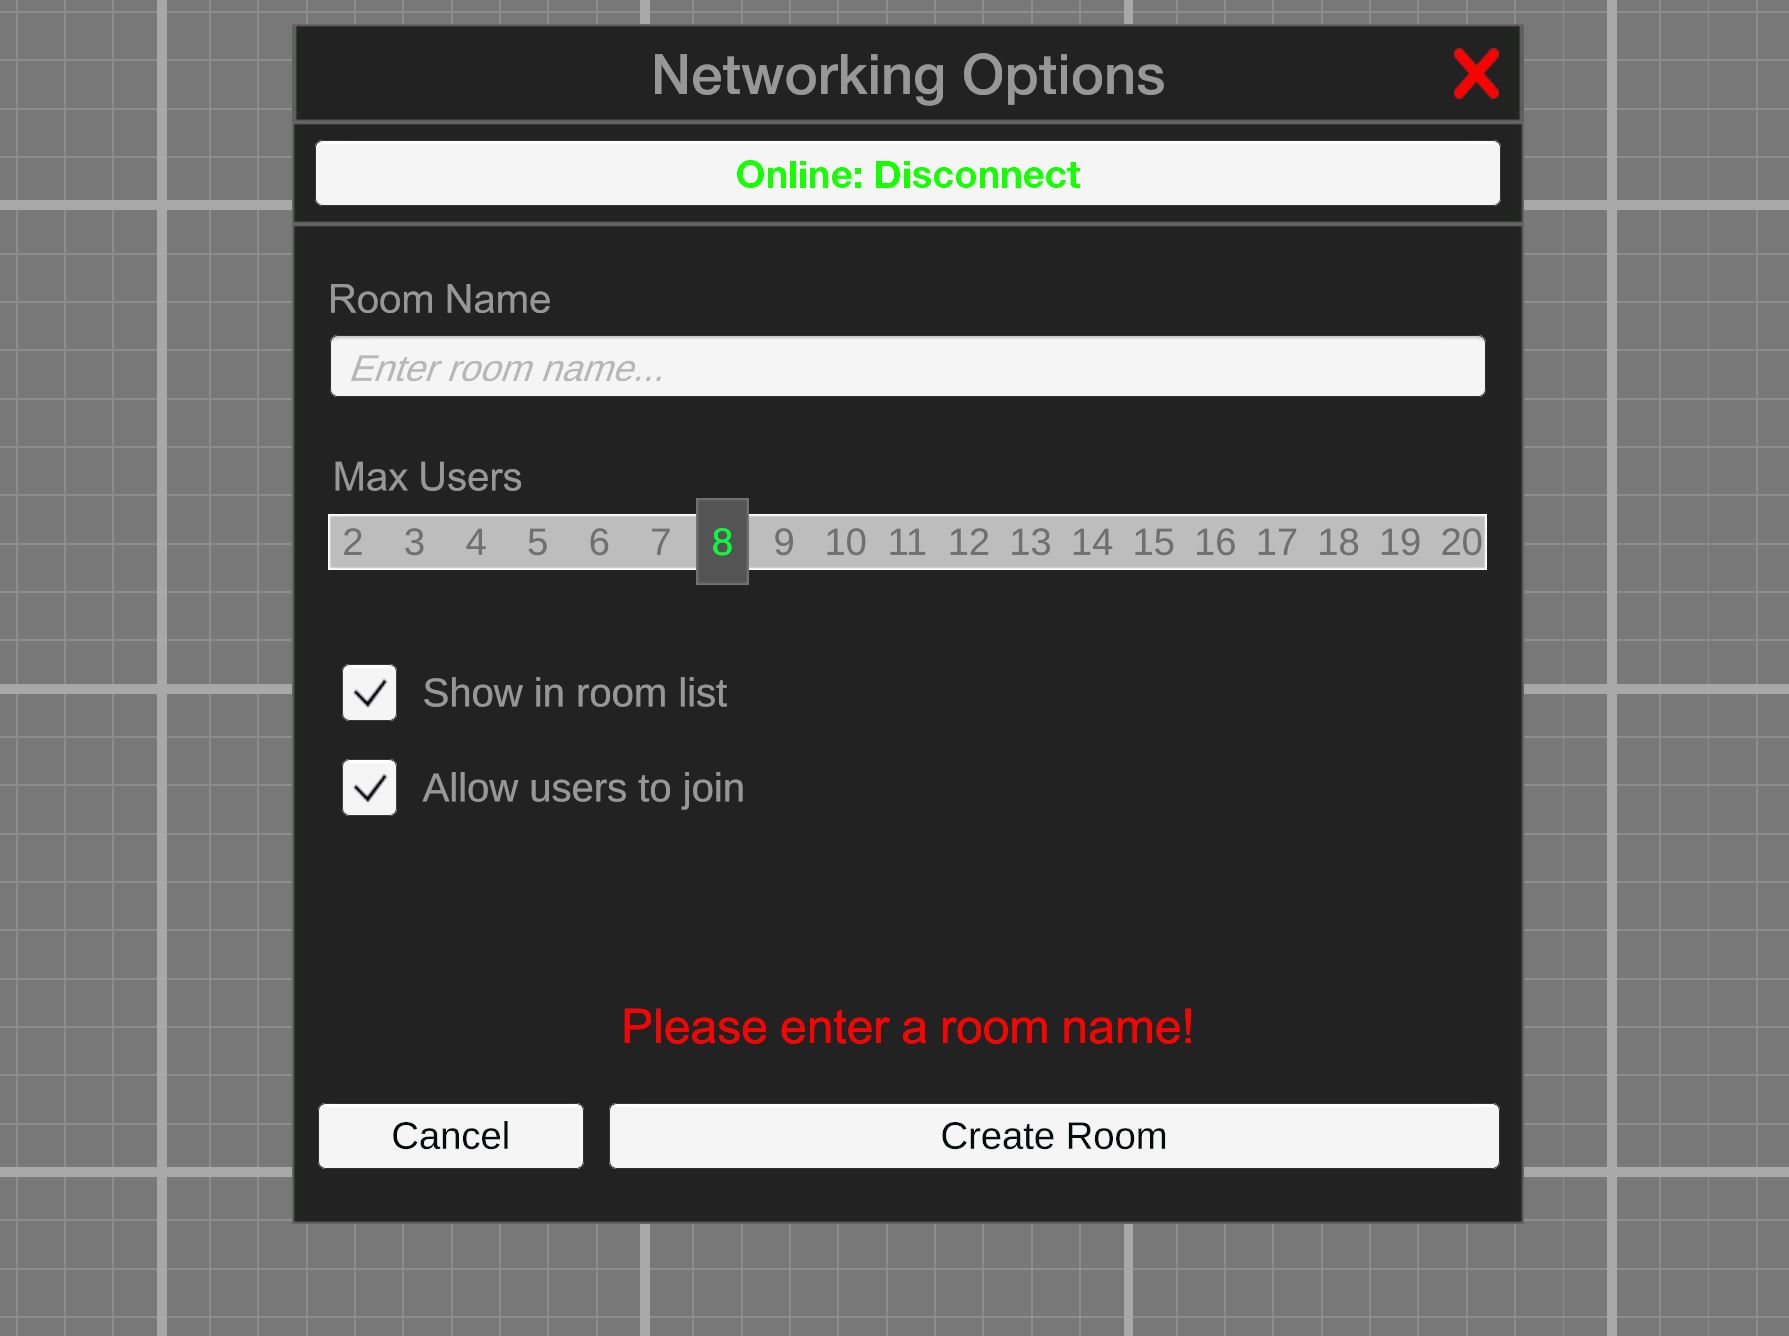 Networking Options
Online: Disconnect
Room Name
Enter room name...
Max Users
2 3 4 5 6 7 8 9 10 11 12 13 14 15 16 17 18 19 20
Show in room list
Allow users to join
Please enter a room name!
Cancel Create Room